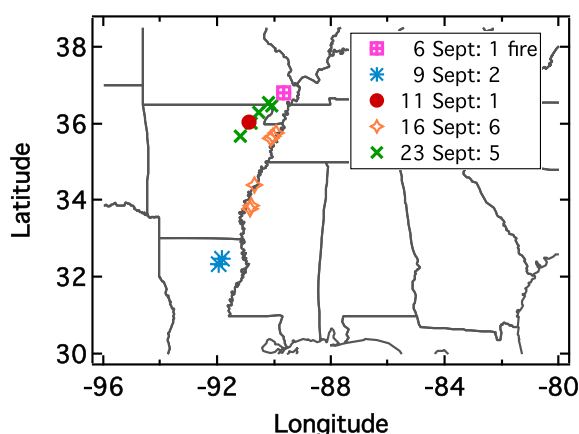 38
36
34
32
30
Latitude
6 Sept: 1 fire
9 Sept: 2
11 Sept: 1
16 Sept: 6
23 Sept: 5
-96 -92 -88 -84 -80
Longitude